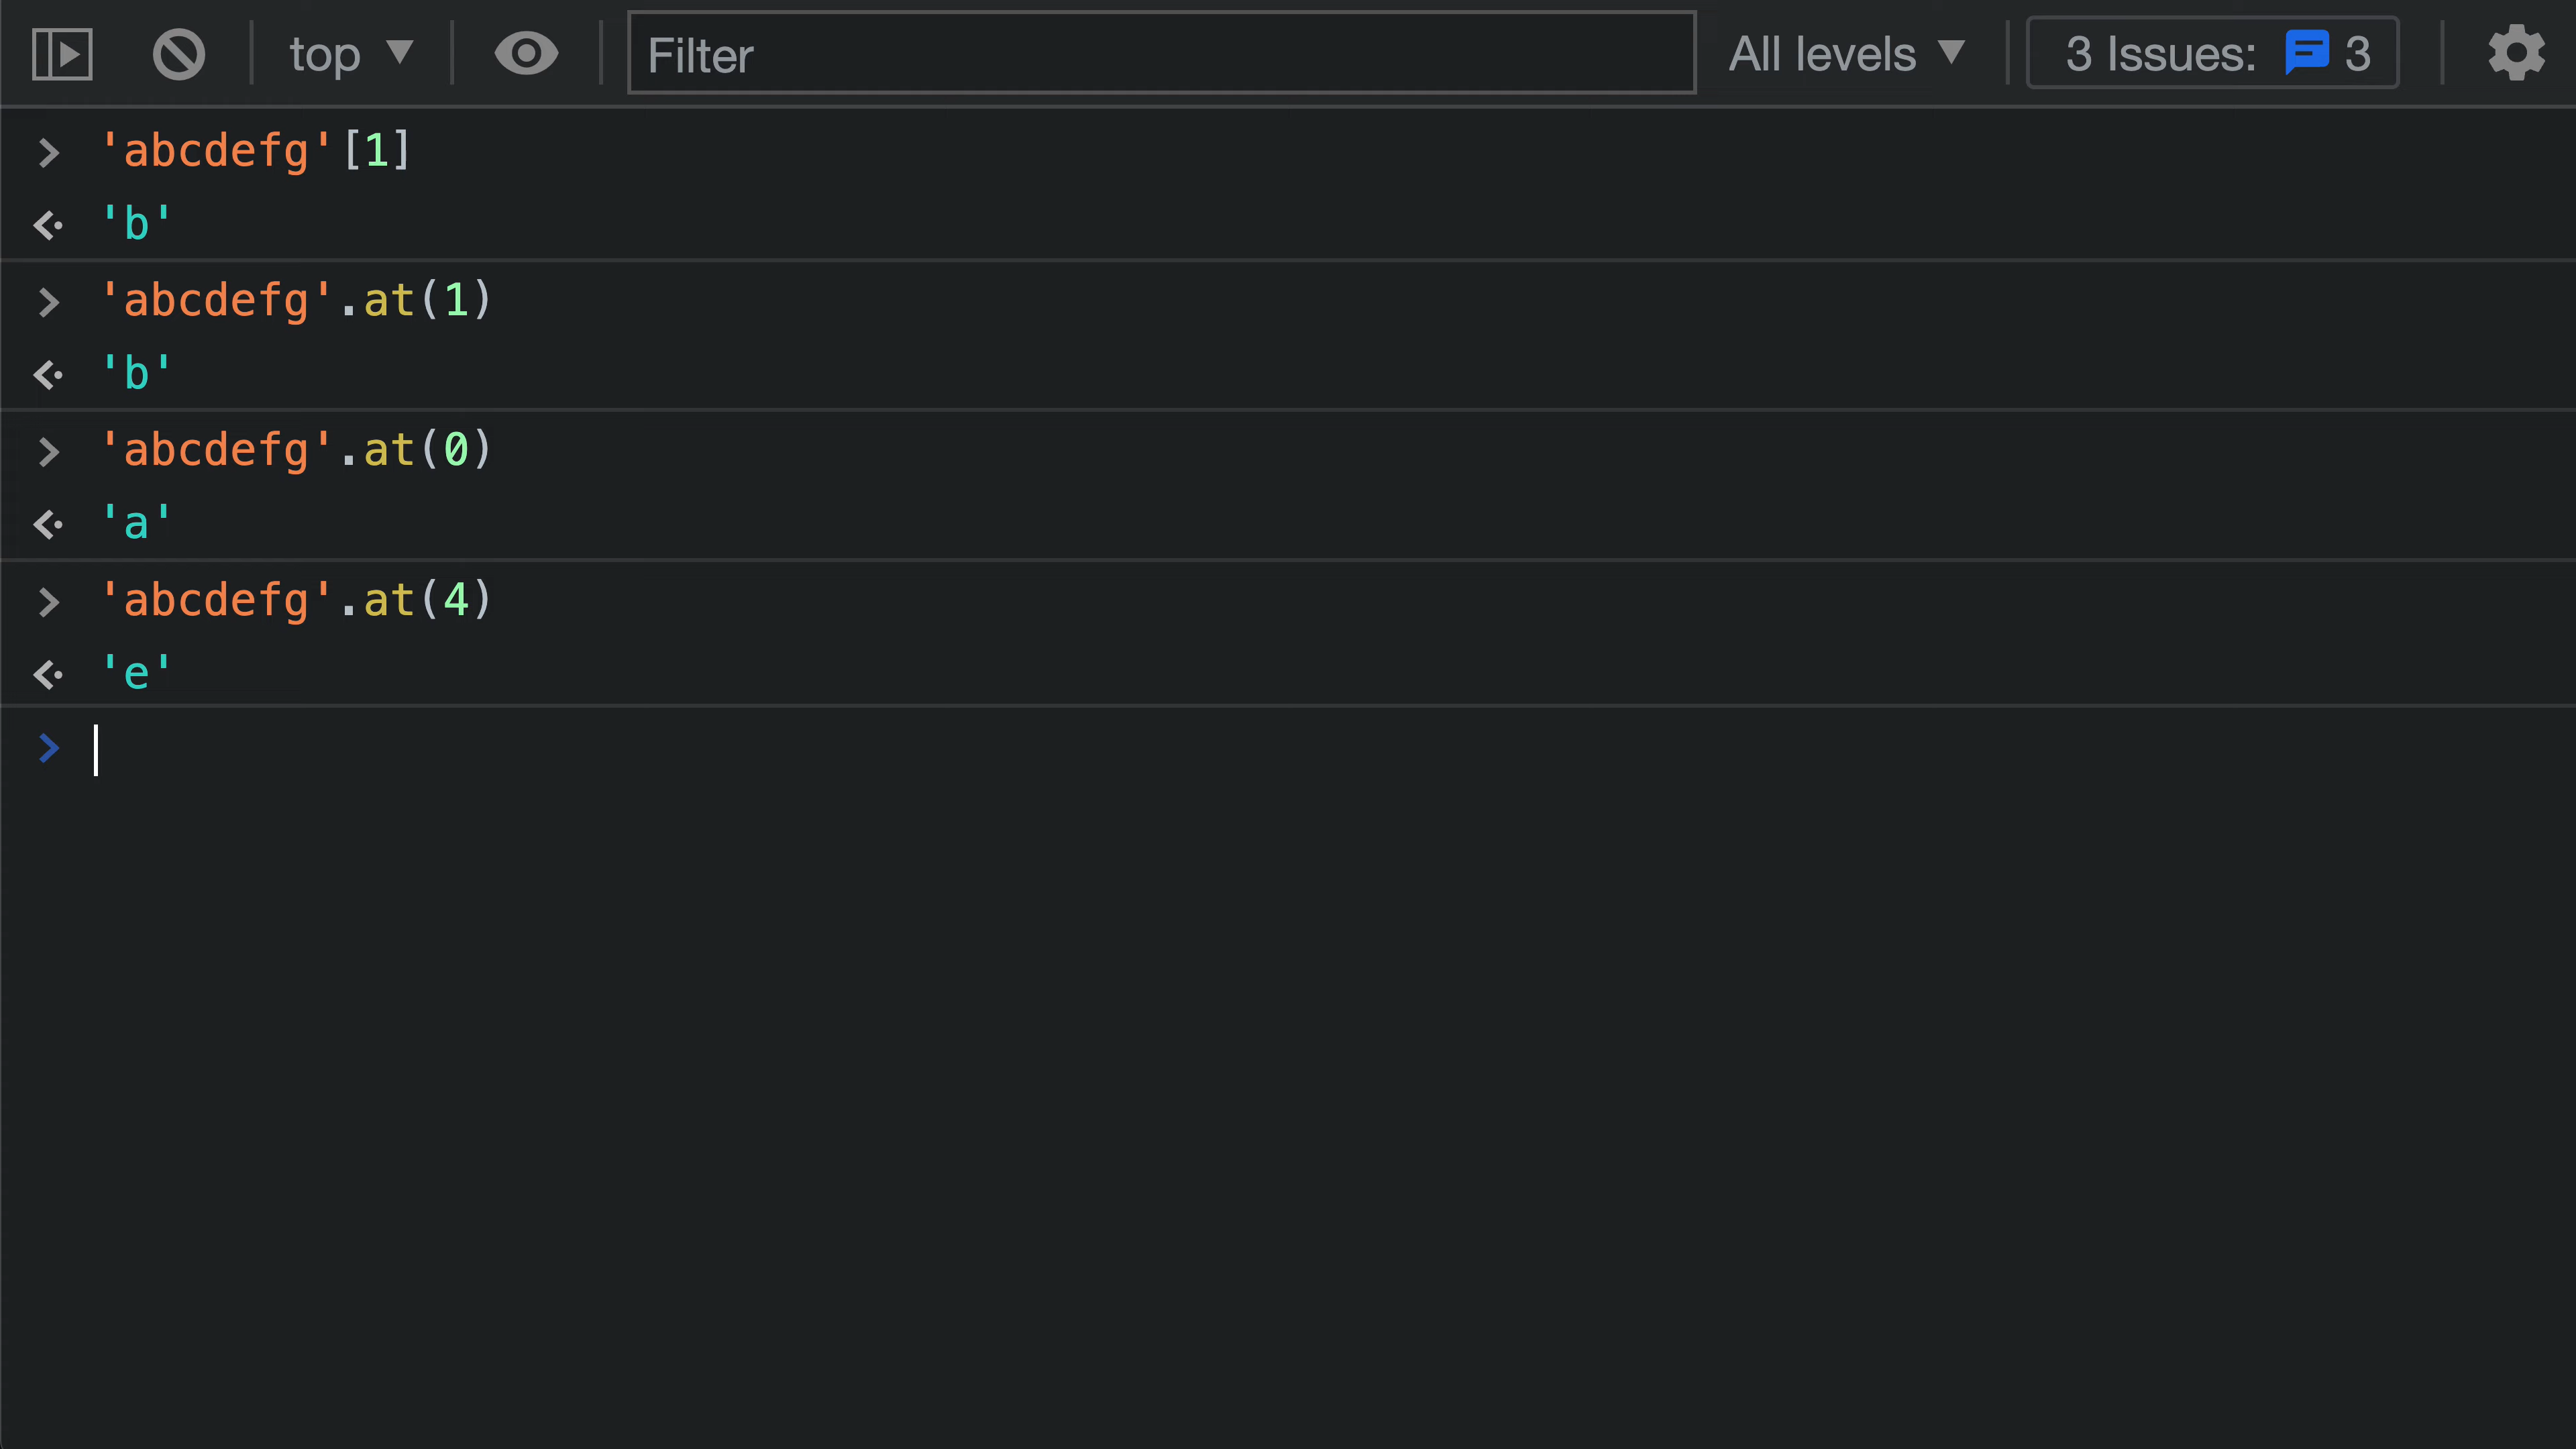 top Filter All levels 3 Issues: 3
> 'abcdefg'[1]
'b'
> 'abcdefg'.at(1)
'b'
> 'abcdefg'.at(0)
'a'
> 'abcdefg'.at(4)
'e'
>